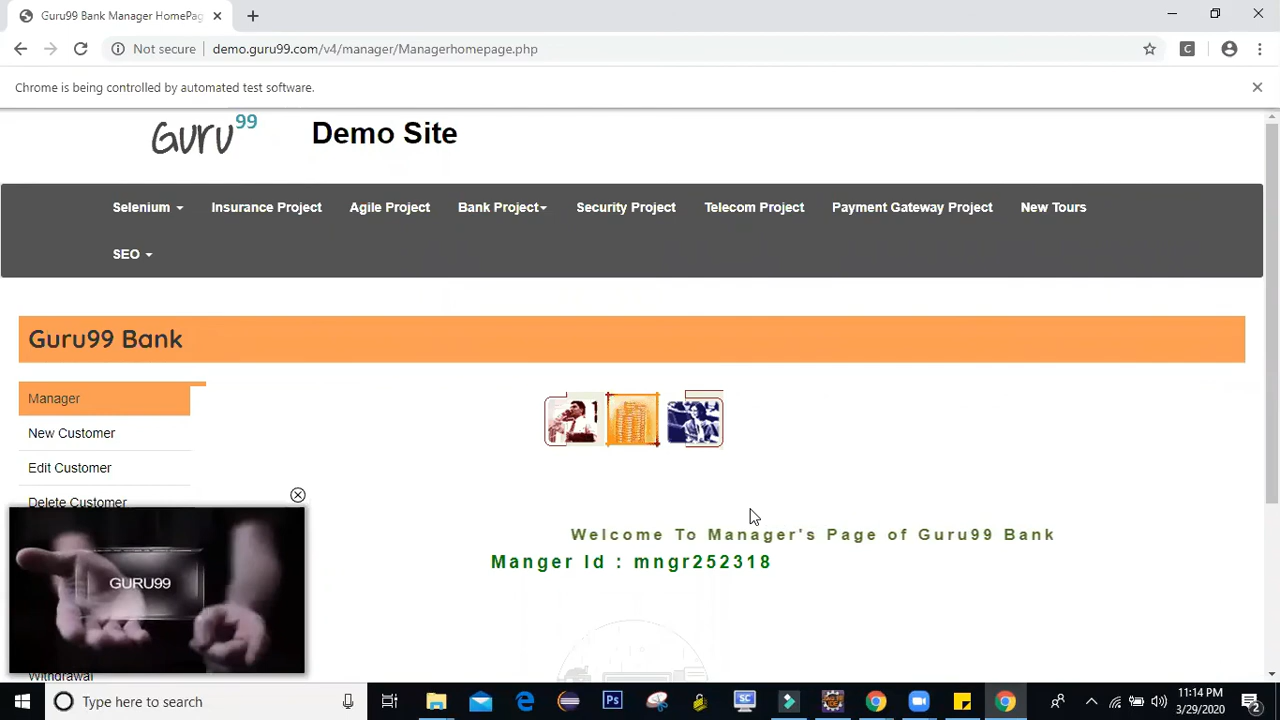 Guru99 Bank Manager HomePag
Not secure
demo.guru99.com/v4/manager/Managerhomepage.php
C
Chrome is being controlled by automated test software.
Guru99
Demo Site
Selenium
Insurance Project
Agile Project
Bank Project
Security Project
Telecom Project
Payment Gateway Project
New Tours
SEO
Guru99 Bank
Manager
New Customer
Edit Customer
Delete Customer
GURU99
Welcome To Manager's Page of Guru99 Bank
Manger Id : mngr252318
Withdrawal
Type here to search
Ps
SC
11:14 PM
3/29/2020
2